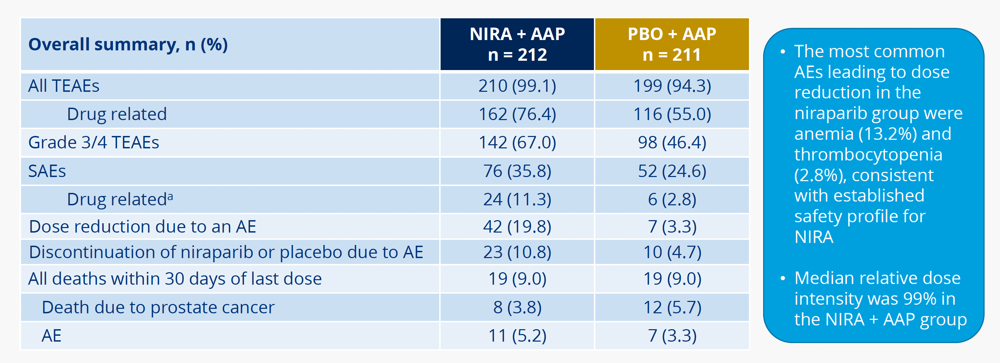 Overall summary, n (%)
NIRA + AAP
n = 212
PBO + AAP
n = 211
All TEAEs 210 (99.1) 199 (94.3)
Drug related 162 (76.4) 116 (55.0)
Grade 3/4 TEAEs 142 (67.0) 98 (46.4)
SAEs 76 (35.8) 52 (24.6)
Drug relatedᵃ 24 (11.3) 6 (2.8)
Dose reduction due to an AE 42 (19.8) 7 (3.3)
Discontinuation of niraparib or placebo due to AE 23 (10.8) 10 (4.7)
All deaths within 30 days of last dose 19 (9.0) 19 (9.0)
Death due to prostate cancer 8 (3.8) 12 (5.7)
AE 11 (5.2) 7 (3.3)
• The most common
AEs leading to dose
reduction in the
niraparib group were
anemia (13.2%) and
thrombocytopenia
(2.8%), consistent
with established
safety profile for
NIRA
• Median relative dose
intensity was 99% in
the NIRA + AAP group